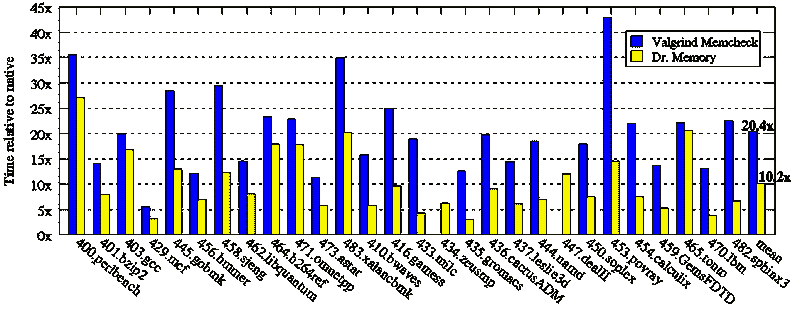 45x
40x
35x
30x
25x
20x
15x
10x
5x
0x
Time relative to native
Valgrind Memcheck
Dr. Memory
20.4x
10.2x
400.perlbench
401.bzip2
403.gcc
429.mcf
445.gobmk
456.hmmer
458.sjeng
462.libquantum
464.h264ref
471.omnetpp
473.astar
483.xalancbmk
410.bwaves
416.gamess
433.milc
434.zeusmp
435.gromacs
436.cactusADM
437.leslie3d
444.namd
447.dealII
450.soplex
453.povray
454.calculix
459.GemsFDTD
465.tonto
470.lbm
482.sphinx3
mean